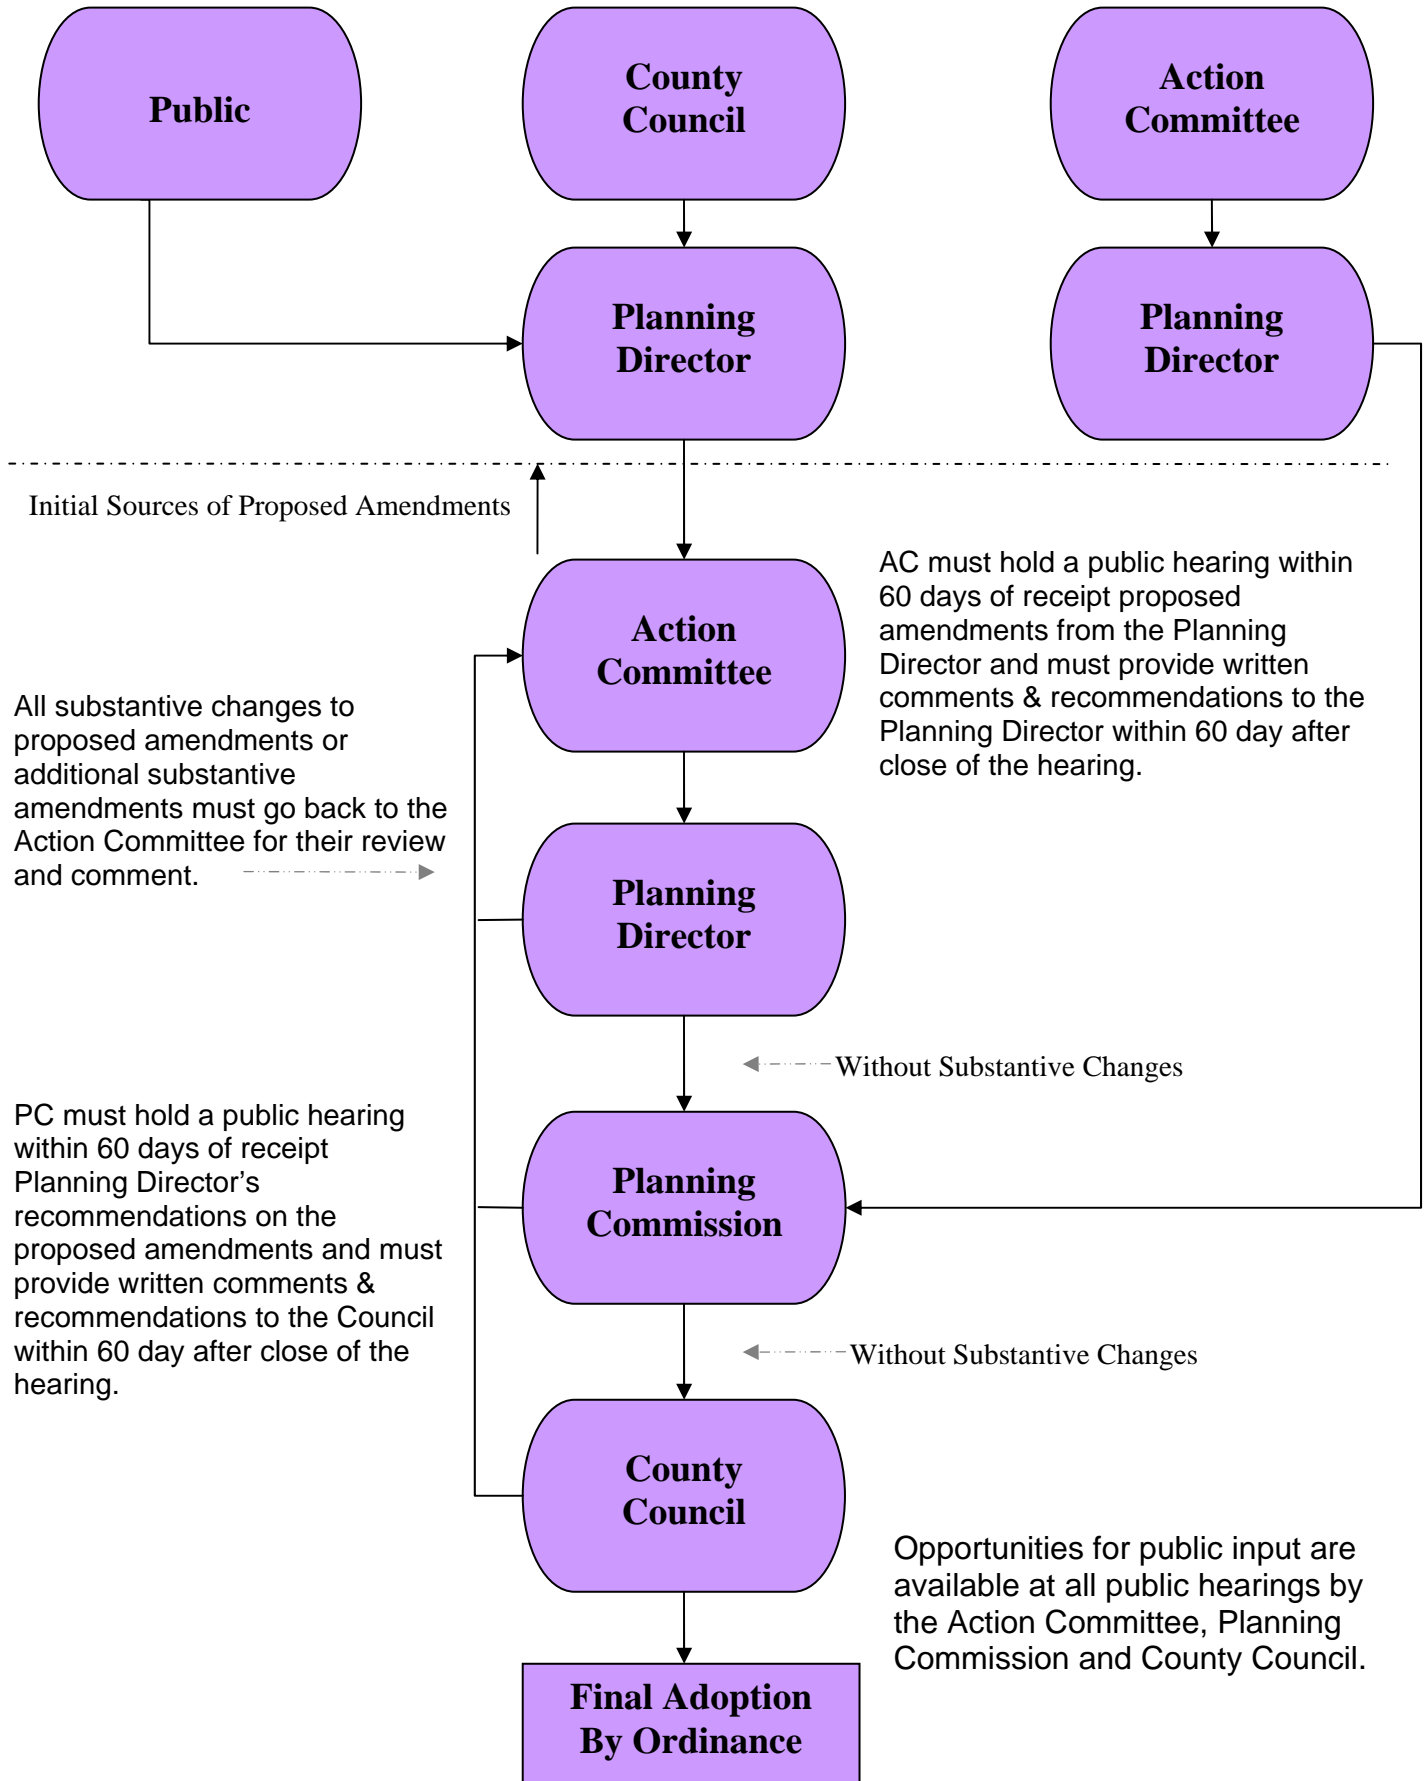 Public
County
Council
Action
Committee
Planning
Director
Planning
Director
Initial Sources of Proposed Amendments
AC must hold a public hearing within
60 days of receipt proposed
amendments from the Planning
Director and must provide written
comments & recommendations to the
Planning Director within 60 day after
close of the hearing.
Action
Committee
All substantive changes to
proposed amendments or
additional substantive
amendments must go back to the
Action Committee for their review
and comment.
Planning
Director
Without Substantive Changes
PC must hold a public hearing
within 60 days of receipt
Planning Director’s
recommendations on the
proposed amendments and must
provide written comments &
recommendations to the Council
within 60 day after close of the
hearing.
Planning
Commission
Without Substantive Changes
County
Council
Opportunities for public input are
available at all public hearings by
the Action Committee, Planning
Commission and County Council.
Final Adoption
By Ordinance